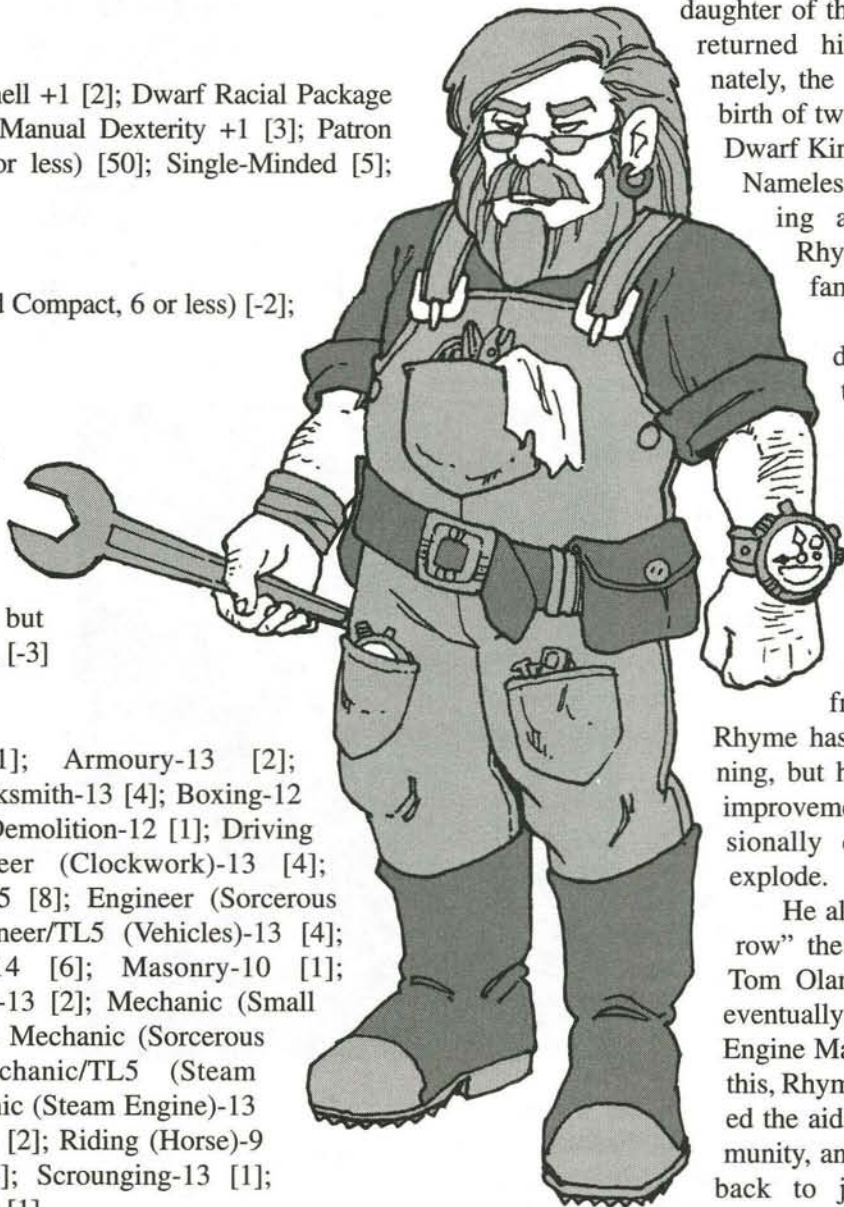 nell +1 [2]; Dwarf Racial Package
Manual Dexterity +1 [3]; Patron
or less) [50]; Single-Minded [5];
d Compact, 6 or less) [-2];
but
[-3]
1]; Armoury-13 [2];
ksmith-13 [4]; Boxing-12
Demolition-12 [1]; Driving
eer (Clockwork)-13 [4];
5 [8]; Engineer (Sorcerous
neer/TL5 (Vehicles)-13 [4];
14 [6]; Masonry-10 [1];
-13 [2]; Mechanic (Small
Mechanic (Sorcerous
chanic/TL5 (Steam
nic (Steam Engine)-13
[2]; Riding (Horse)-9
]; Scrounging-13 [1];
[1]
daughter of th
returned hi
nately, the
birth of tw
Dwarf Kin
Nameles
ing a
Rhy
fan
d
t
fr
Rhyme has
ning, but h
improveme
sionally
explode.
He al
row” the
Tom Olan
eventually
Engine Ma
this, Rhym
ed the aid
munity, an
back to j